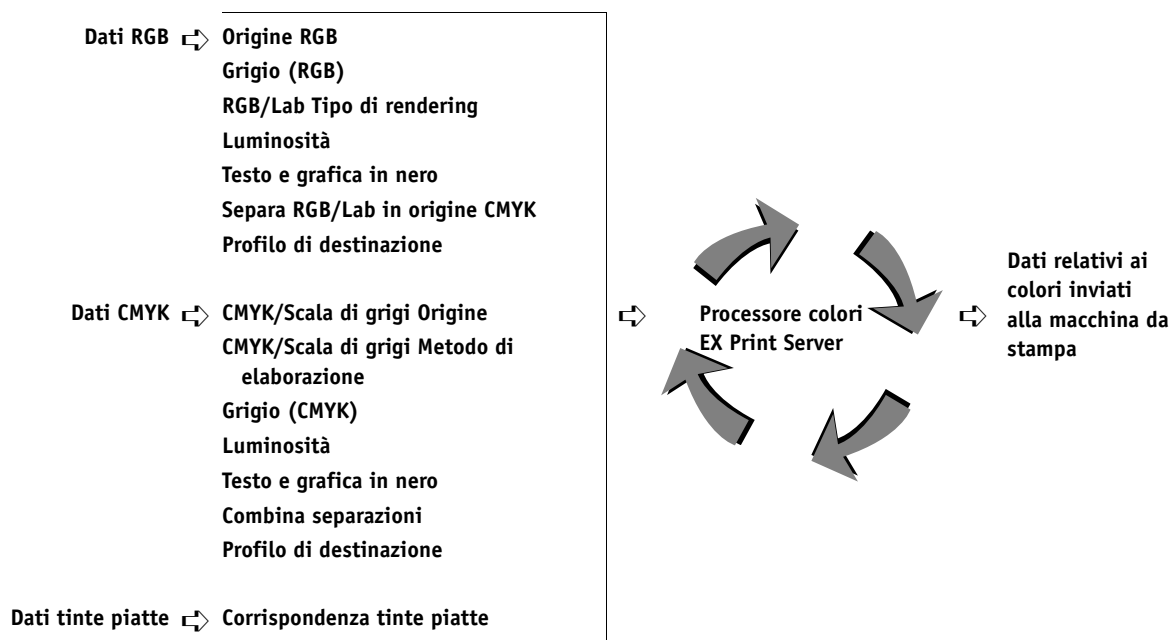 Dati RGB Origine RGB
Grigio (RGB)
RGB/Lab Tipo di rendering
Luminosità
Testo e grafica in nero
Separa RGB/Lab in origine CMYK
Profilo di destinazione
Dati CMYK CMYK/Scala di grigi Origine
CMYK/Scala di grigi Metodo di
elaborazione
Grigio (CMYK)
Luminosità
Testo e grafica in nero
Combina separazioni
Profilo di destinazione
Dati tinte piatte Corrispondenza tinte piatte
Processore colori
EX Print Server
Dati relativi ai
colori inviati
alla macchina da
stampa